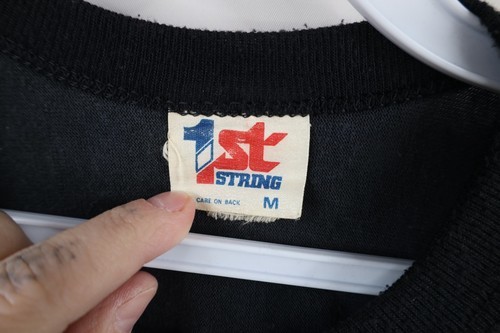 1st
STRING
CARE ON BACK M